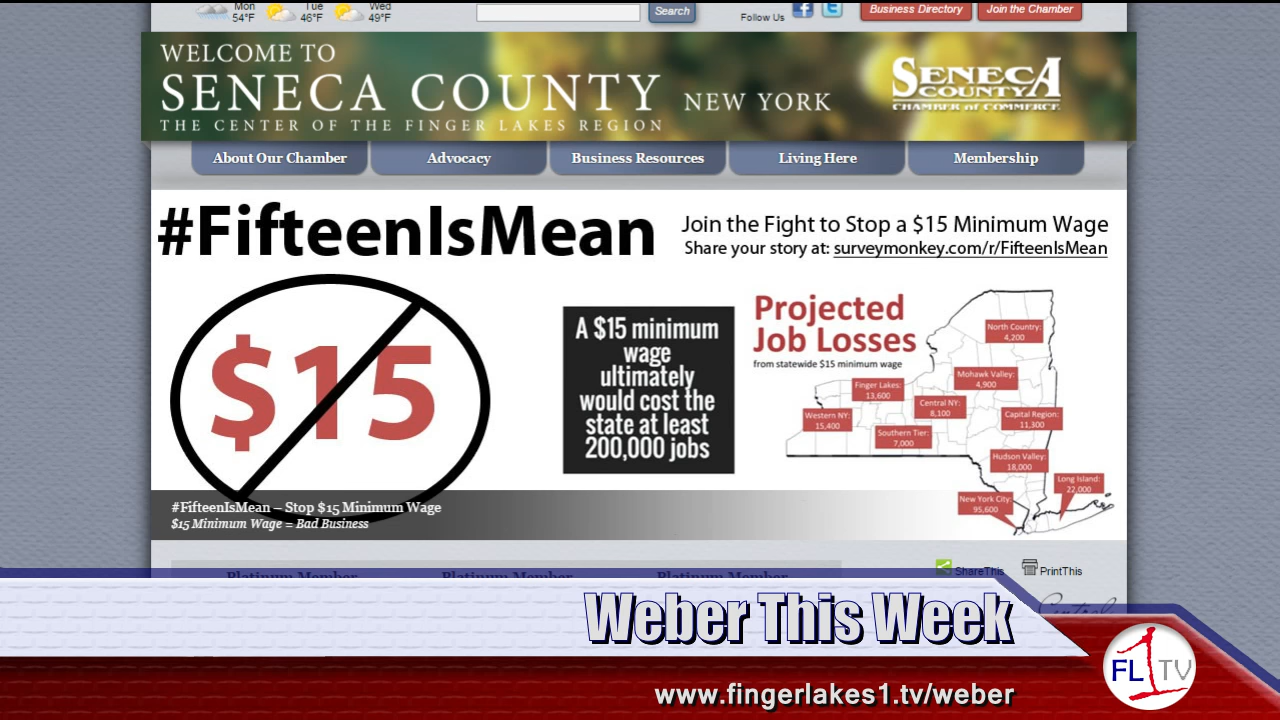 Mon
54°F
Tue
46°F
Wed
49°F
Search
Follow Us
Business Directory
Join the Chamber
WELCOME TO
SENECA COUNTY NEW YORK
THE CENTER OF THE FINGER LAKES REGION
SENECA
COUNTY
CHAMBER of COMMERCE
About Our Chamber
Advocacy
Business Resources
Living Here
Membership
#FifteenIsMean
Join the Fight to Stop a $15 Minimum Wage
Share your story at: surveymonkey.com/r/FifteenIsMean
$15
A $15 minimum
wage
ultimately
would cost the
state at least
200,000 jobs
Projected
Job Losses
from statewide $15 minimum wage
North Country:
4,200
Mohawk Valley:
4,900
Finger Lakes:
13,600
Central NY:
8,100
Western NY:
15,400
Capital Region:
11,300
Southern Tier:
7,000
Hudson Valley:
18,000
Long Island:
22,000
New York City:
95,600
#FifteenIsMean – Stop $15 Minimum Wage
$15 Minimum Wage = Bad Business
Platinum Member
Platinum Member
Platinum Member
ShareThis
PrintThis
Central
Weber This Week
www.fingerlakes1.tv/weber
FL1TV